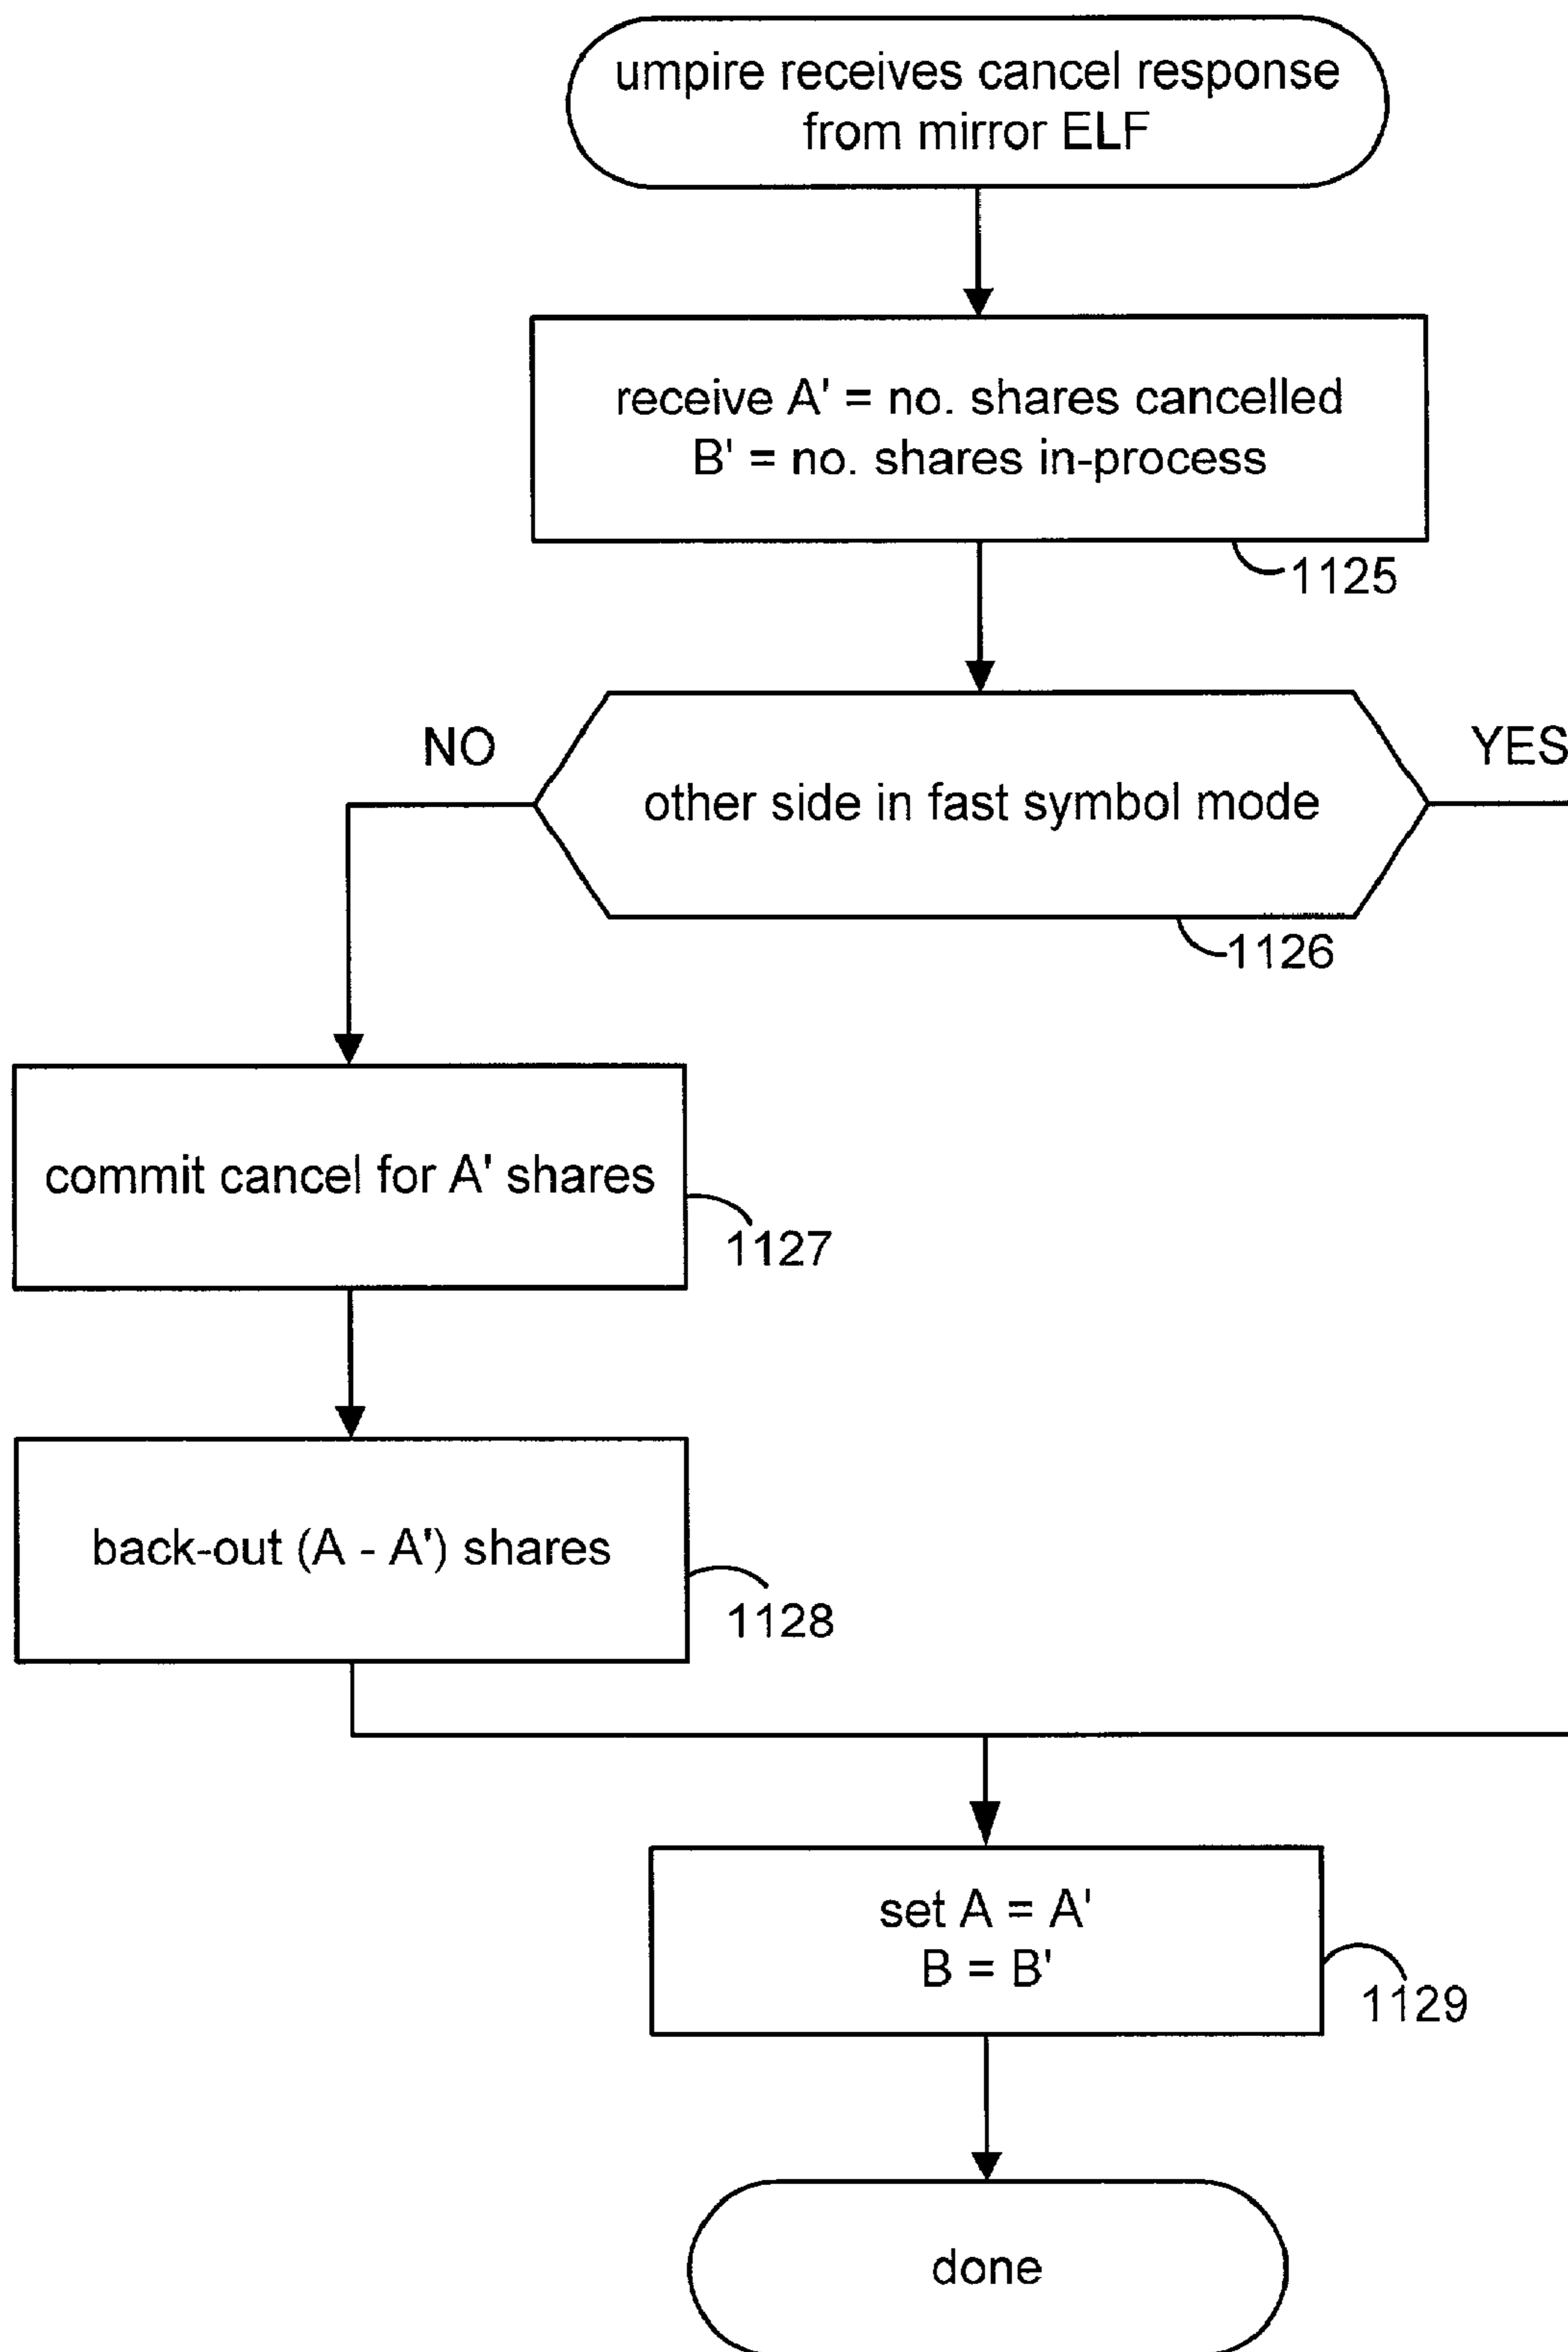 umpire receives cancel response
from mirror ELF
receive A' = no. shares cancelled
B' = no. shares in-process
1125
NO
YES
other side in fast symbol mode
1126
commit cancel for A' shares
1127
back-out (A - A') shares
1128
set A = A'
B = B'
1129
done